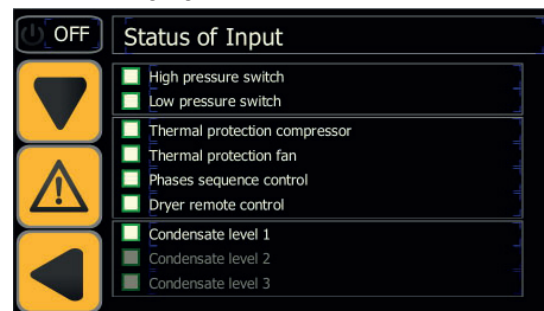 OFF
Status of Input
High pressure switch
Low pressure switch
Thermal protection compressor
Thermal protection fan
Phases sequence control
Dryer remote control
Condensate level 1
Condensate level 2
Condensate level 3